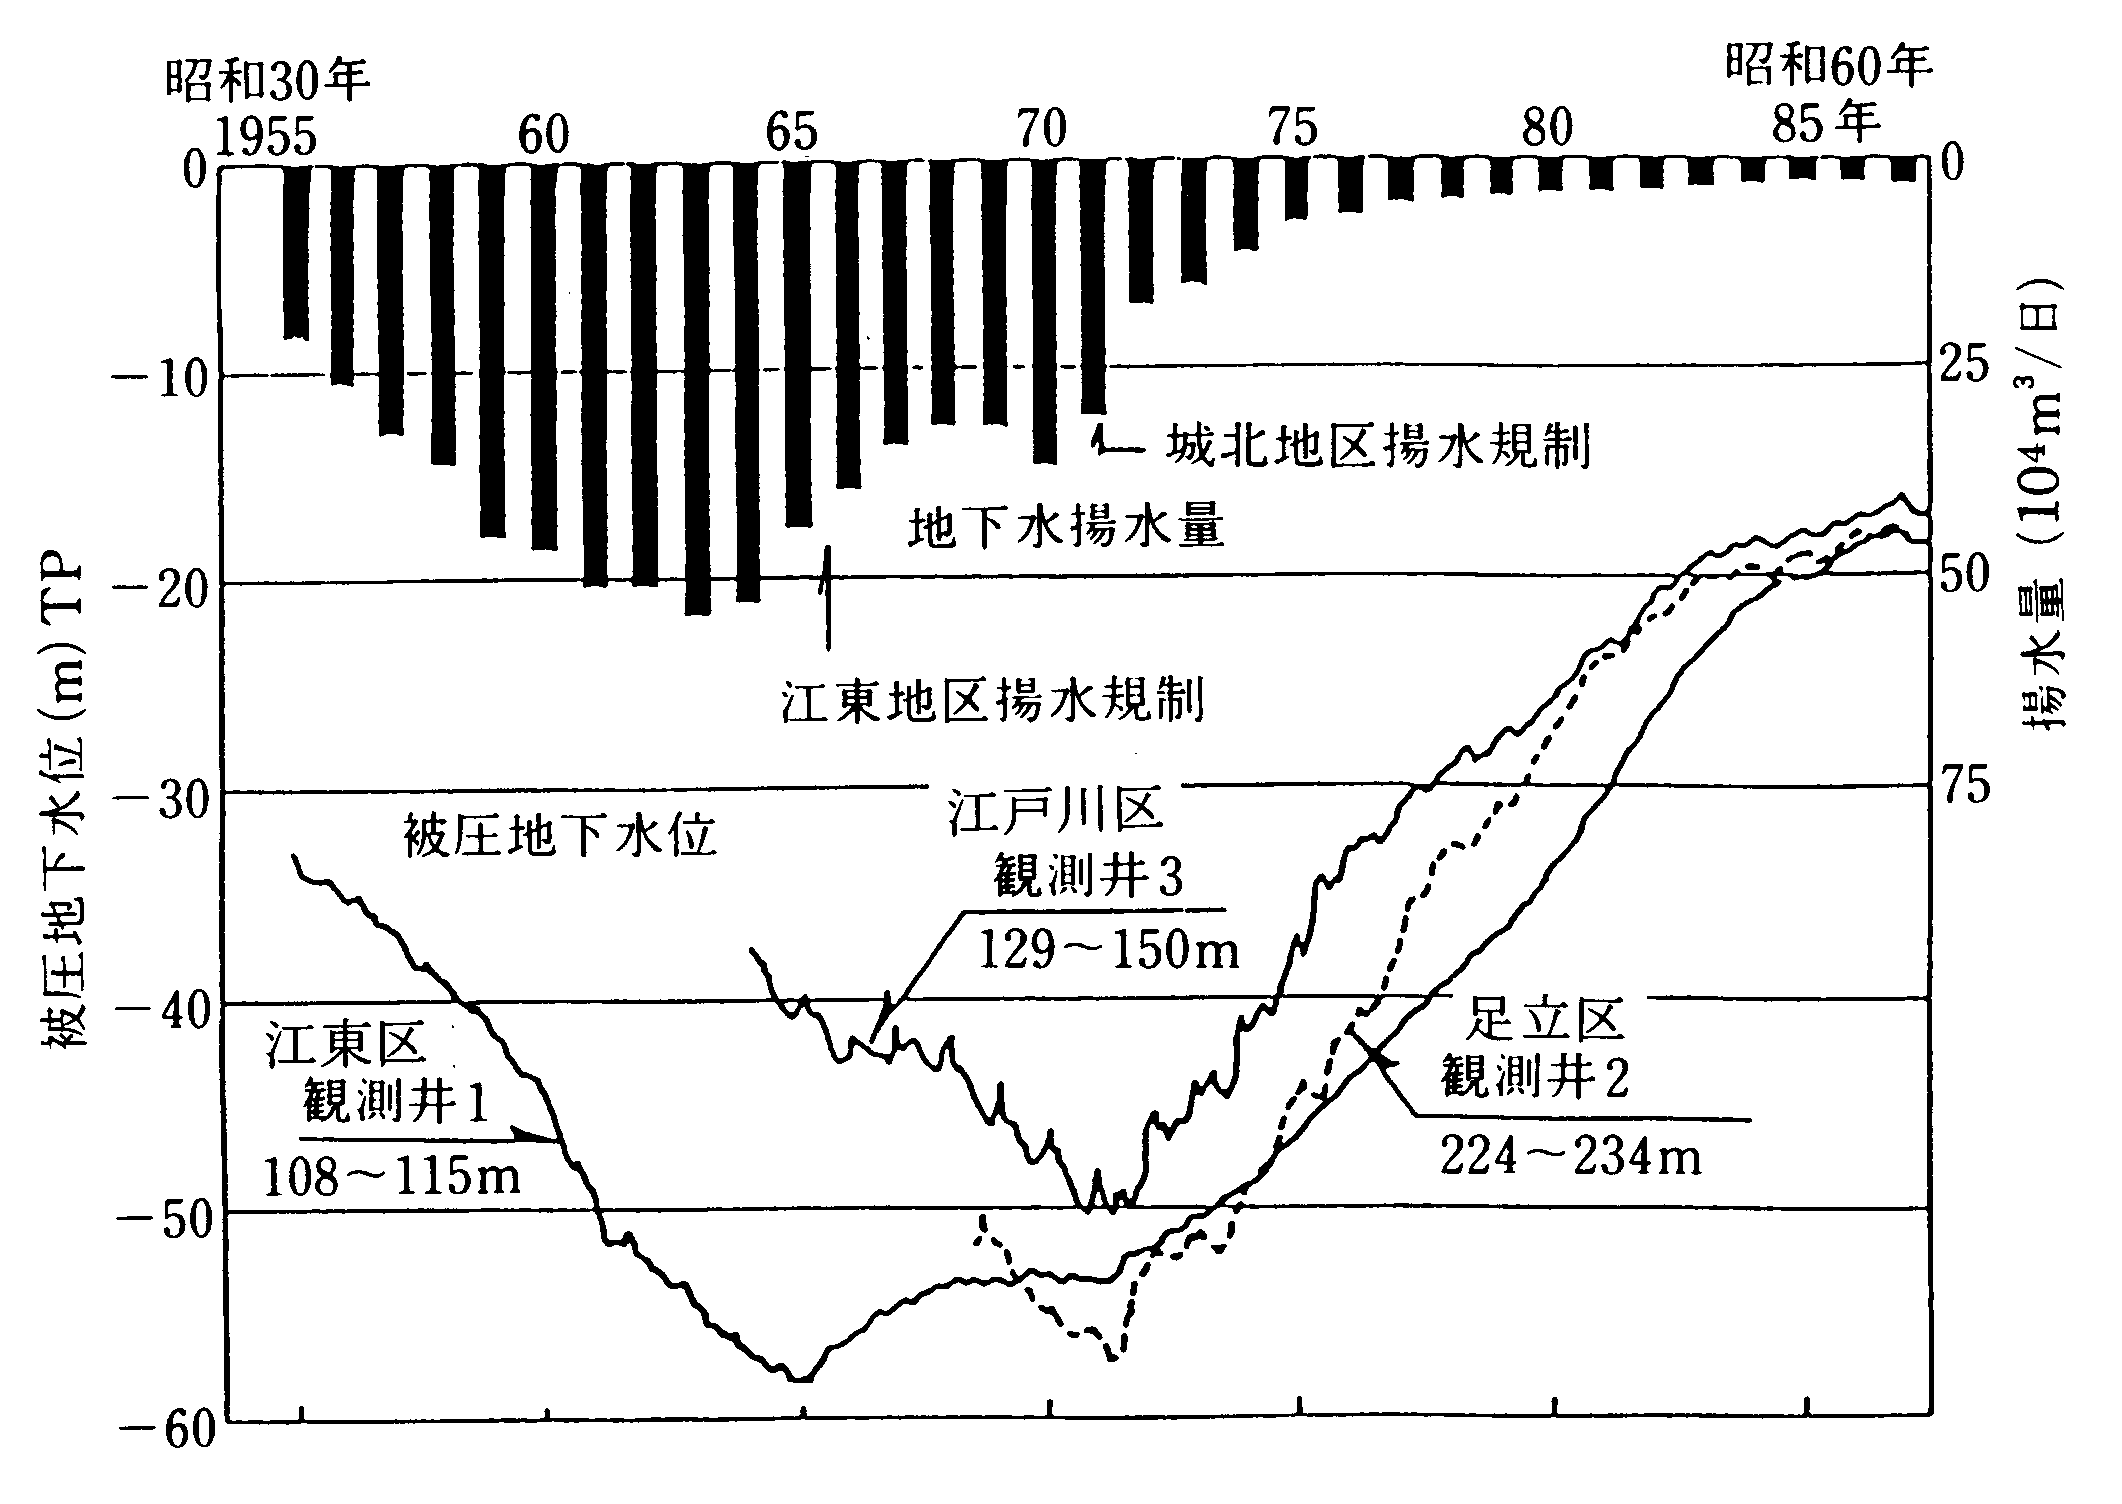 昭和30年
昭和60年
1955 60 65 70 75 80 85年
0
−10
−20
−30
−40
−50
−60
被圧地下水位(m) TP
0
25
50
75
揚水量 (10⁴m³/日)
城北地区揚水規制
地下水揚水量
江東地区揚水規制
被圧地下水位
江戸川区
観測井3
129〜150m
江東区
観測井1
108〜115m
足立区
観測井2
224〜234m